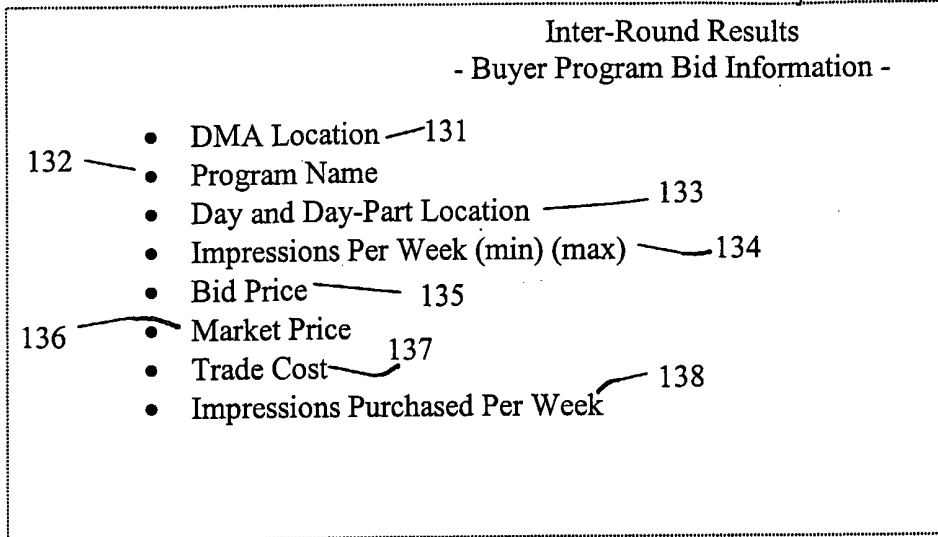 Inter-Round Results
- Buyer Program Bid Information -
• DMA Location 131
132 • Program Name
• Day and Day-Part Location 133
• Impressions Per Week (min) (max) 134
• Bid Price 135
136 • Market Price
• Trade Cost 137
• Impressions Purchased Per Week 138